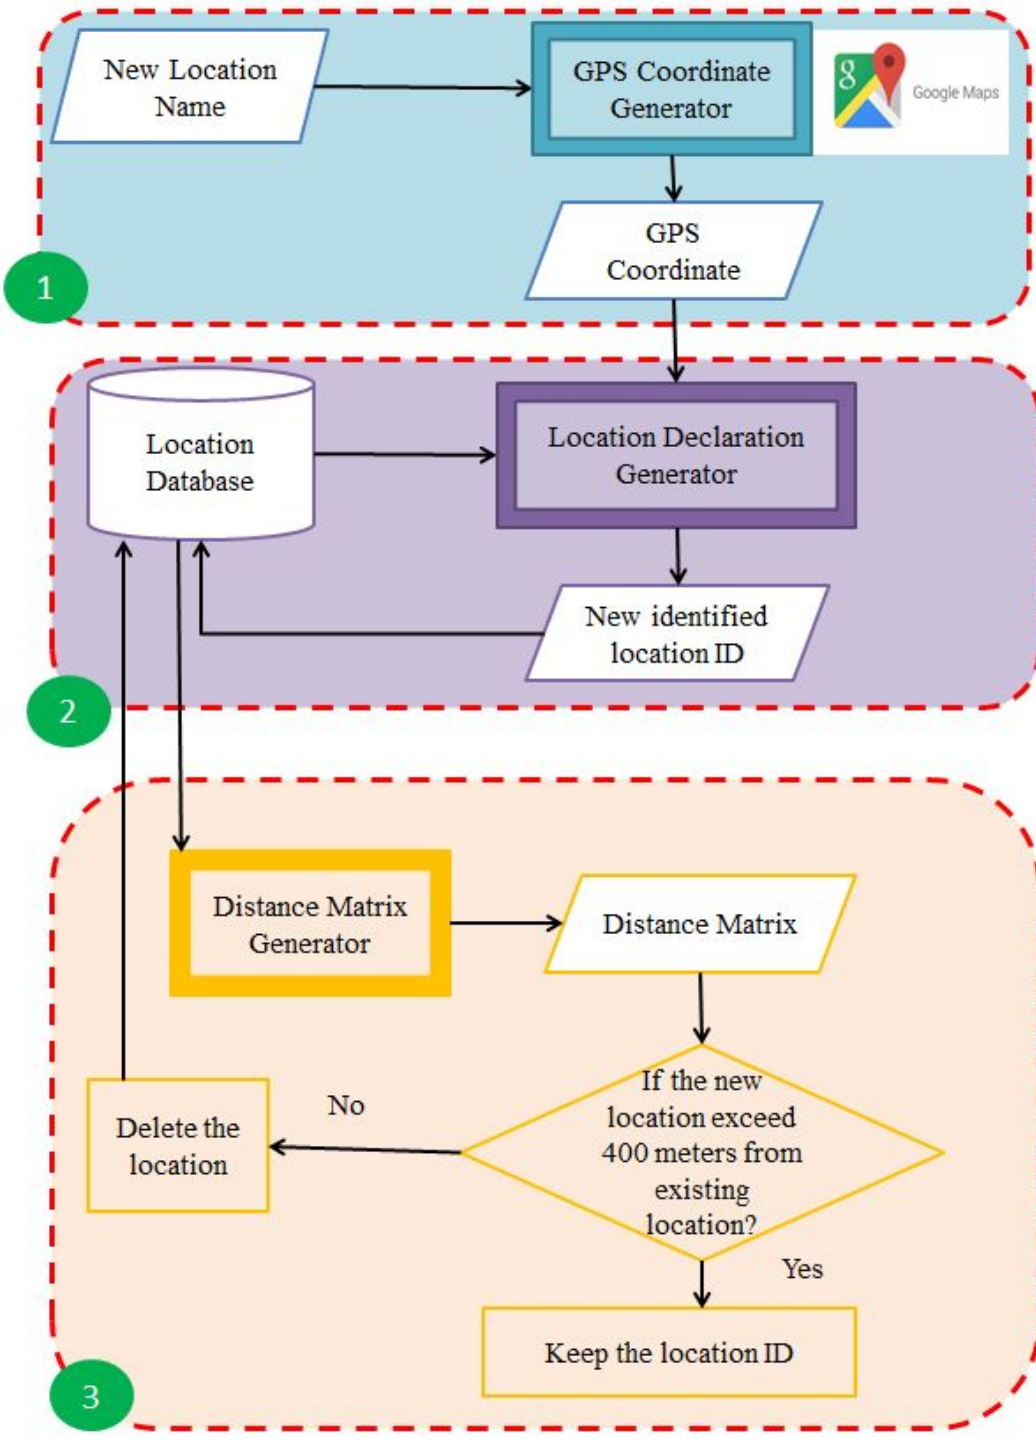 New Location
Name
GPS Coordinate
Generator
g
Google Maps
GPS
Coordinate
1
Location
Database
Location Declaration
Generator
New identified
location ID
2
Distance Matrix
Generator
Distance Matrix
If the new
location exceed
400 meters from
existing
location?
No
Delete the
location
Yes
Keep the location ID
3